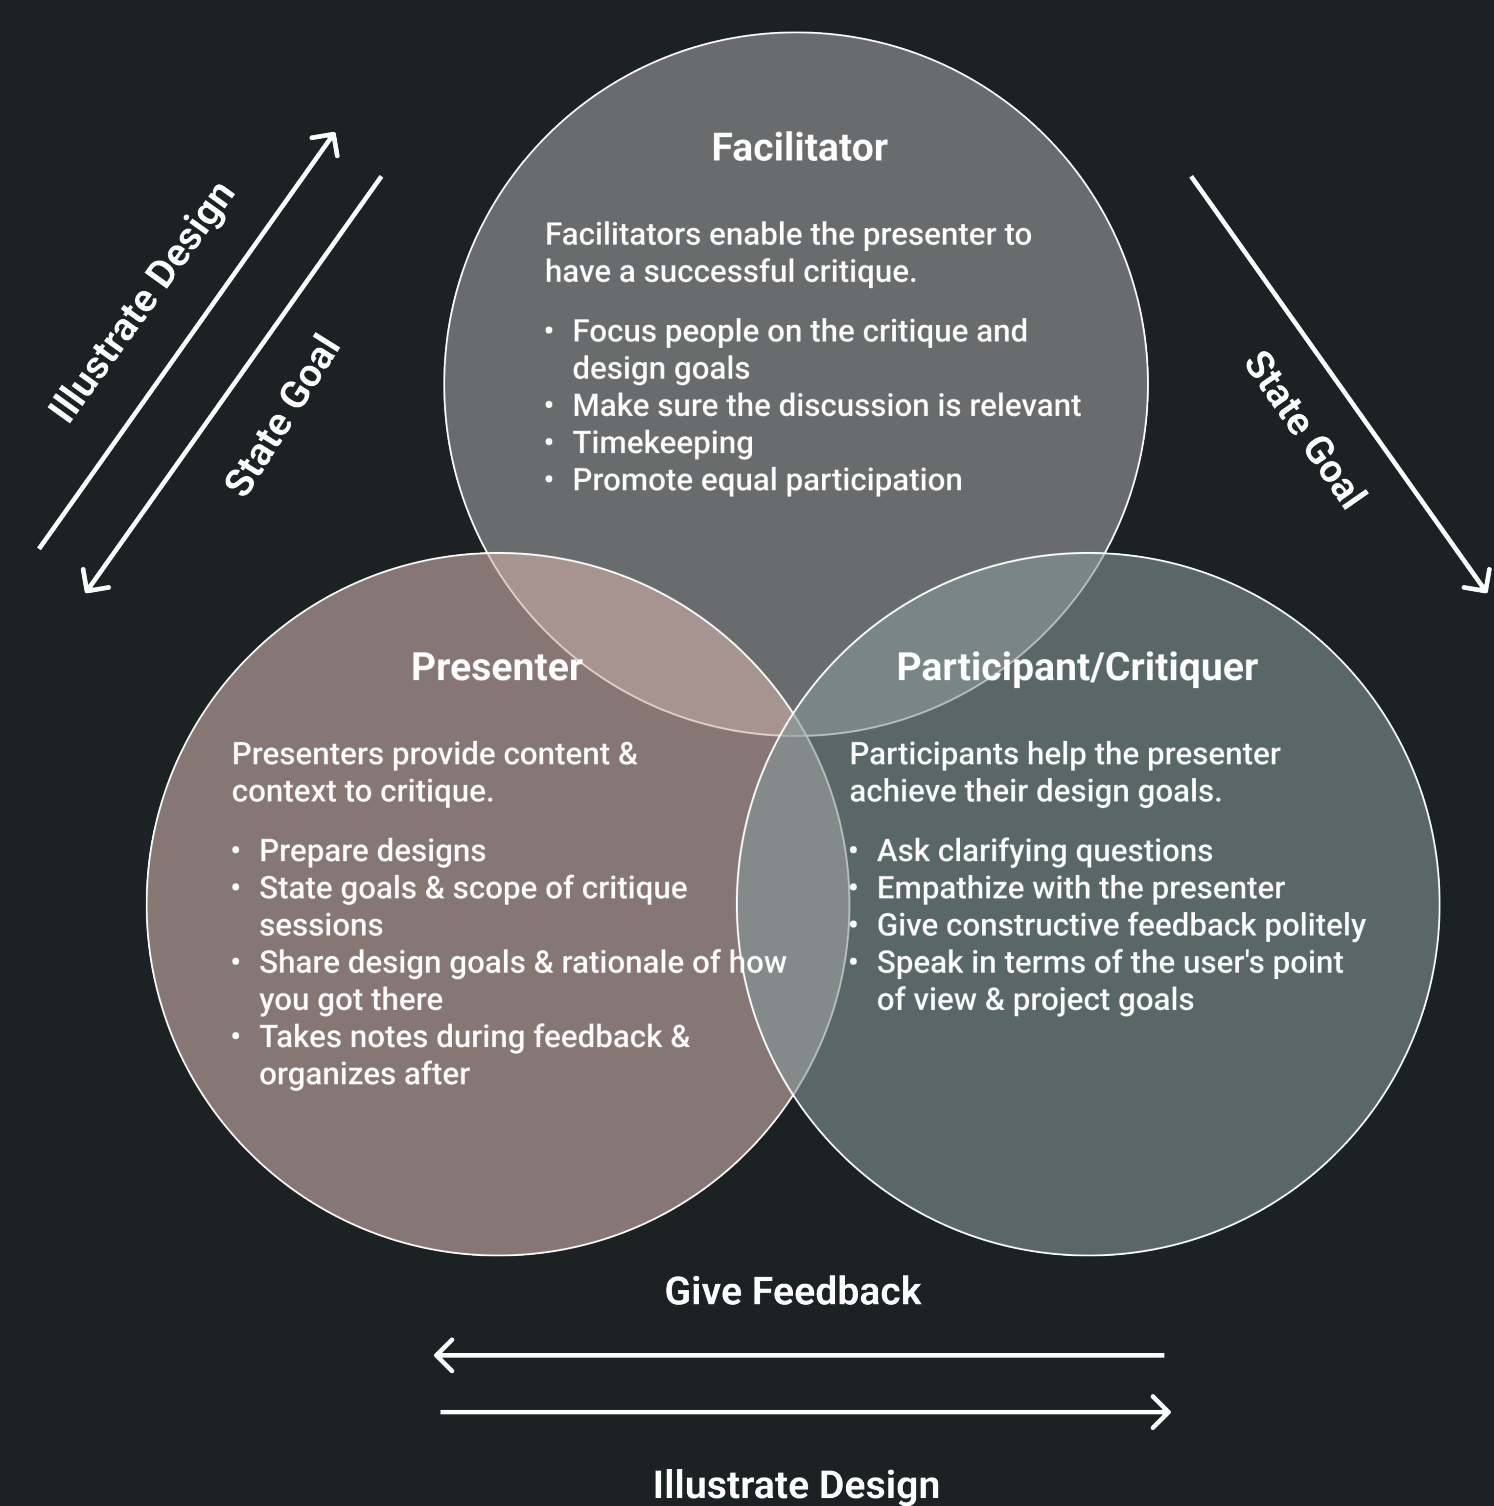 Facilitator
Facilitators enable the presenter to
have a successful critique.
• Focus people on the critique and
design goals
• Make sure the discussion is relevant
• Timekeeping
• Promote equal participation
Illustrate Design
State Goal
State Goal
Presenter
Presenters provide content &
context to critique.
• Prepare designs
• State goals & scope of critique
sessions
• Share design goals & rationale of how
you got there
• Takes notes during feedback &
organizes after
Participant/Critiquer
Participants help the presenter
achieve their design goals.
• Ask clarifying questions
• Empathize with the presenter
• Give constructive feedback politely
• Speak in terms of the user's point
of view & project goals
Give Feedback
Illustrate Design